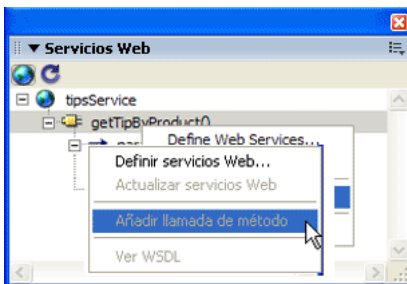 Servicios Web
tipsService
getTipByProduct()
Define Web Services...
Definir servicios Web...
Actualizar servicios Web
Añadir llamada de método
Ver WSDL